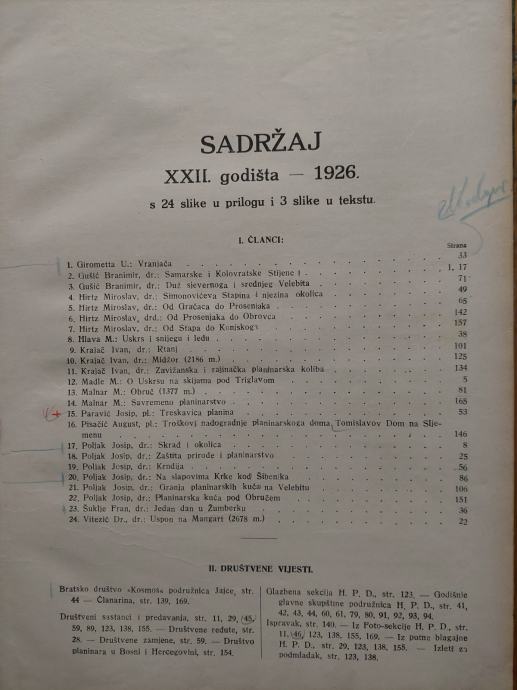 SADRŽAJ
XXII. godišta — 1926.
s 24 slike u prilogu i 3 slike u tekstu.
I. ČLANCI:
Strana
1. Girometta U.: Vranjača 33
2. Gušić Branimir, dr.: Samarske i Kolovratske Stijene I 1, 17
3. Gušić Branimir, dr.: Duž sjevernoga i srednjeg Velebita 71
4. Hirtz Miroslav, dr.: Simonovićeva Stapina i njezina okolica 49
5. Hirtz Miroslav, dr.: Od Gračaca do Prosenjaka 65
6. Hirtz Miroslav, drd.: Od Prosenjaka do Obrovca 142
7. Hirtz Miroslav, dr.: Od Stapa do Konjskoga 157
8. Hlava M.: Uskrs i snijegu i ledu 38
9. Krajač Ivan, dr.: Rtanj 101
10. Krajač Ivan, dr.: Midžor (2186 m.) 125
11. Krajač Ivan, dr.: Zavižanska i rajinačka planinarska koliba 134
12. Madle M.: O Uskrsu na skijama pod Triglavom 5
13. Malnar M.: Obruč (1377 m.) 81
14. Malnar M.: Savremeno planinarstvo 165
15. Paravić Josip, pl.: Treskavica planina 53
16. Pisačić August, pl.: Troškovi nadogradnje planinarskoga doma Tomislavov Dom na Slje-
menu 146
17. Poljak Josip, dr.: Skrad i okolica 8
18. Poljak Josip, dr.: Zaštita prirode i planinarstvo 25
19. Poljak Josip, dr.: Krndija 56
20. Poljak Josip, dr.: Na slapovima Krke kod Šibenika 86
21. Poljak Josip, dr.: Granja planinarskih kuća na Velebitu 106
22. Poljak Josip, dr.: Planinarska kuća pod Obručem 151
23. Šuklje Fran, dr.: Jedan dan u Žumberku 36
24. Vitezić Dr., dr.: Uspon na Mangart (2678 m.) 22
II. DRUŠTVENE VIJESTI.
Bratsko društvo »Kosmos« podružnica Jajce, str.
44 — Članarina, str. 139, 169.
Društveni sastanci i predavanja, str. 11, 29, 45,
59, 89, 123, 138, 155. — Društvene redute, str.
28. — Društvene zamjene, str. 59. — Društvo
planinara u Bosni i Hercegovini, str. 154.
Glazbena sekcija H. P. D., str. 123. — Godišnje
glavne skupštine podružnica H. P. D., str. 41,
42, 43, 44, 60, 61, 79, 80, 91, 92, 93, 94.
Ispravak, str. 140. — Iz Foto-sekcije H. P. D., str.
11, 46, 123, 138, 155, 169. — Iz putne blagajne
H. P. D., str. 29, 123, 138, 155. — Izleti za
podmladak, str. 123, 138.